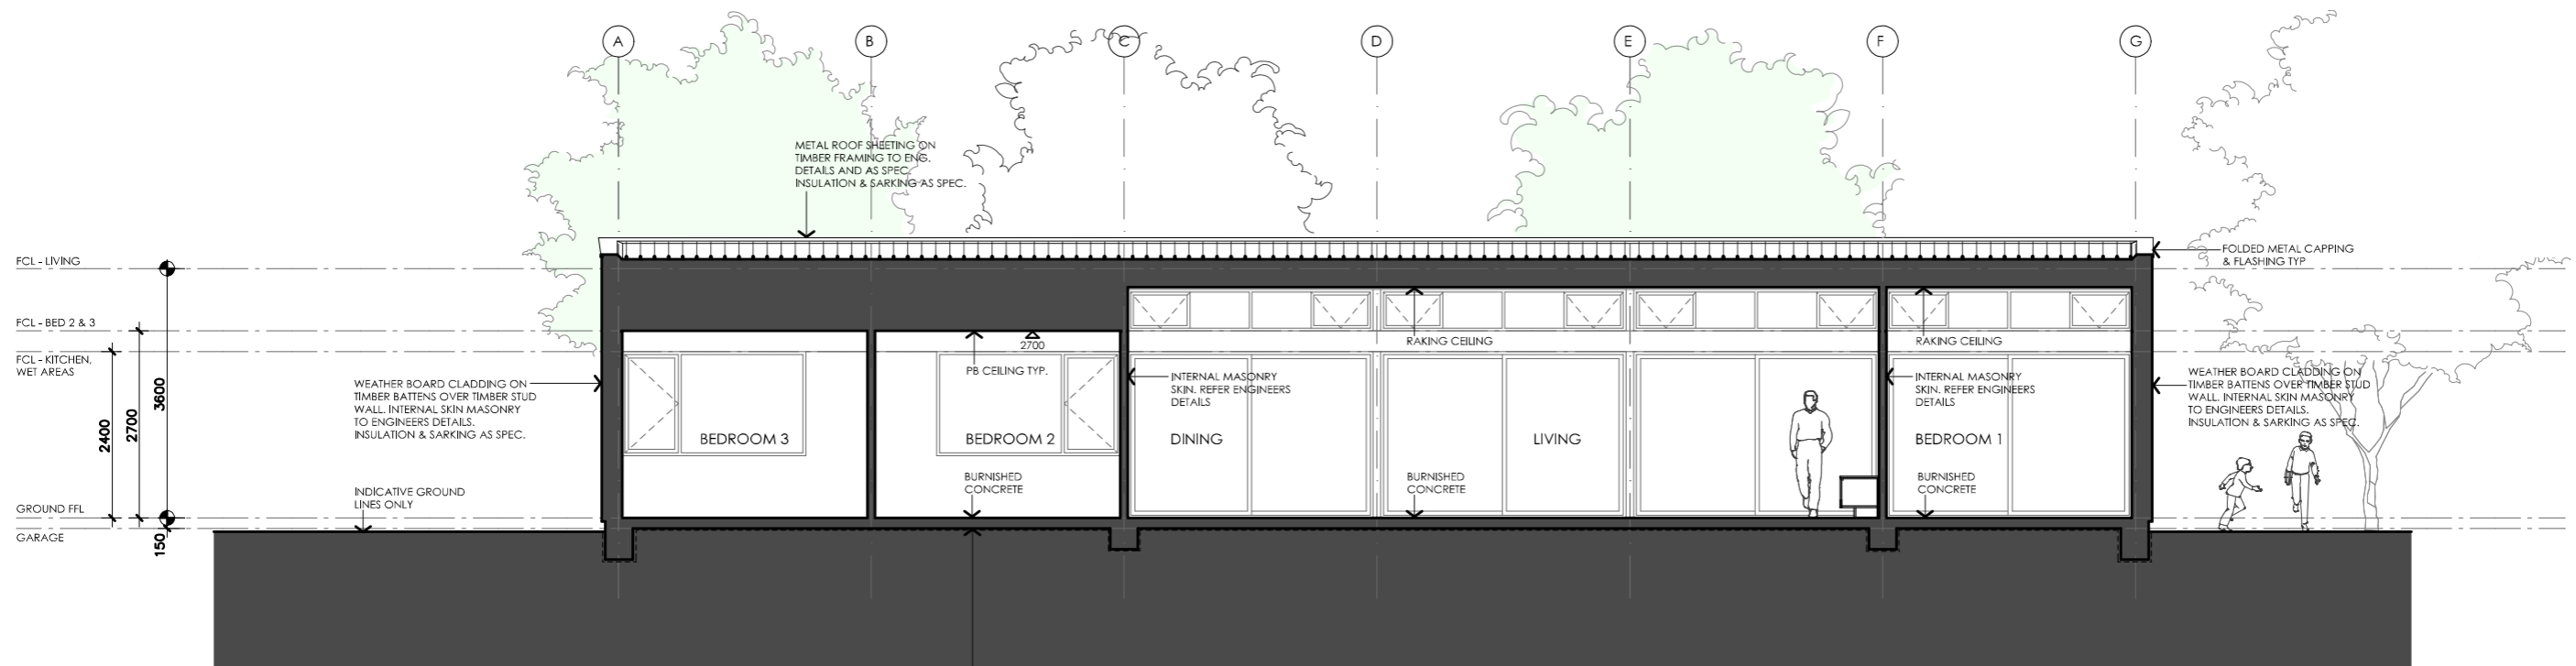 A
B
C
D
E
F
G
METAL ROOF SHEETING ON
TIMBER FRAMING TO ENG.
DETAILS AND AS SPEC.
INSULATION & SARKING AS SPEC.
FCL - LIVING
FOLDED METAL CAPPING
& FLASHING TYP
FCL - BED 2 & 3
FCL - KITCHEN,
WET AREAS
2400
2700
3600
150
GROUND FFL
GARAGE
WEATHER BOARD CLADDING ON
TIMBER BATTENS OVER TIMBER STUD
WALL. INTERNAL SKIN MASONRY
TO ENGINEERS DETAILS.
INSULATION & SARKING AS SPEC.
INDICATIVE GROUND
LINES ONLY
BEDROOM 3
2700
PB CEILING TYP.
BEDROOM 2
BURNISHED
CONCRETE
INTERNAL MASONRY
SKIN. REFER ENGINEERS
DETAILS
DINING
RAKING CEILING
LIVING
BURNISHED
CONCRETE
RAKING CEILING
INTERNAL MASONRY
SKIN. REFER ENGINEERS
DETAILS
BEDROOM 1
BURNISHED
CONCRETE
WEATHER BOARD CLADDING ON
TIMBER BATTENS OVER TIMBER STUD
WALL. INTERNAL SKIN MASONRY
TO ENGINEERS DETAILS.
INSULATION & SARKING AS SPEC.